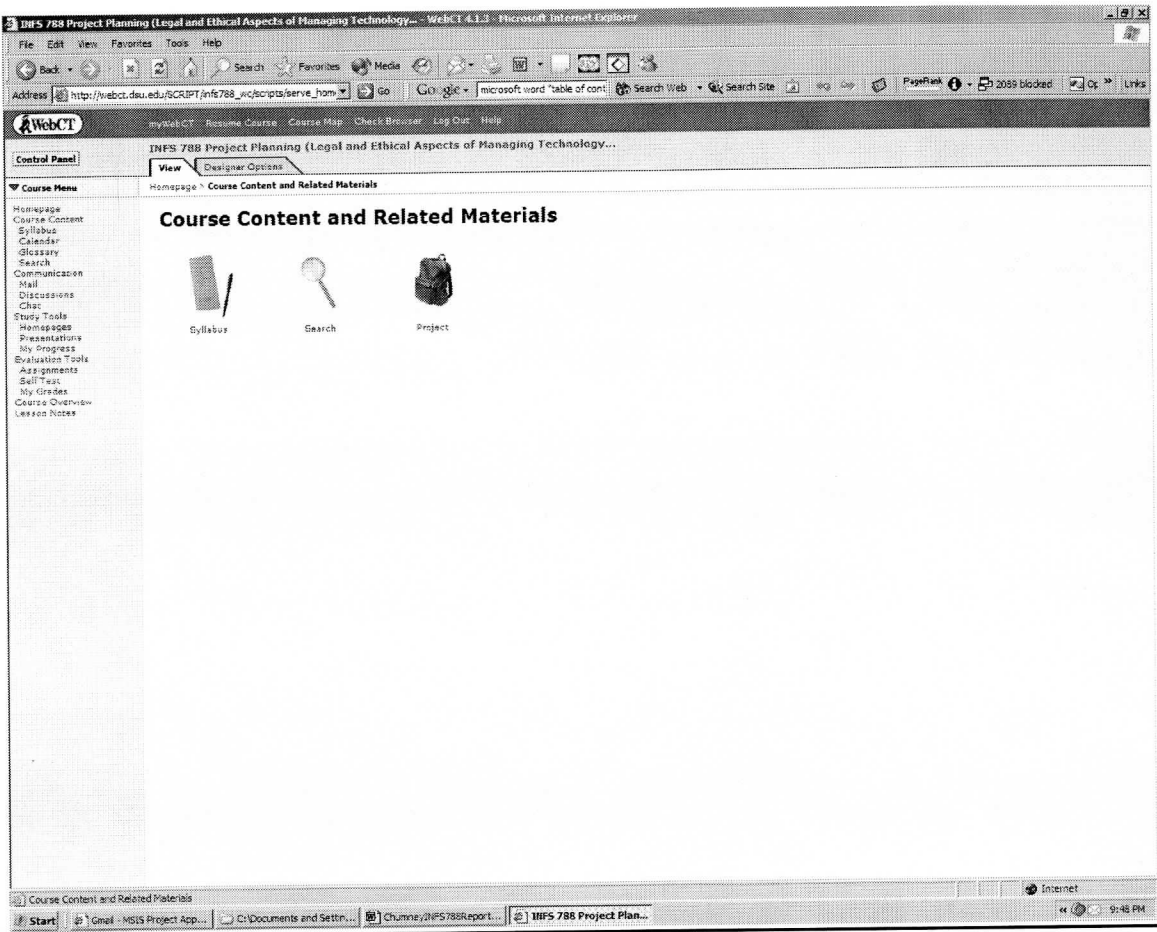 INFS 788 Project Planning (Legal and Ethical Aspects of Managing Technology... - WebCT 4.1.3 - Microsoft Internet Explorer
File Edit View Favorites Tools Help
Back Search Favorites Media
Address http://webct.dsu.edu/SCRIPT/infs788_wc/scripts/serve_hom Go Google microsoft word "table of cont Search Web Search Site PageRank 2089 blocked Links
WebCT myWebCT Resume Course Course Map Check Browser Log Out Help
Control Panel
INFS 788 Project Planning (Legal and Ethical Aspects of Managing Technology...
View Designer Options
Course Menu
Homepage > Course Content and Related Materials
Homepage
Course Content
Syllabus
Calendar
Glossary
Search
Communication
Mail
Discussions
Chat
Study Tools
Homepages
Presentations
My Progress
Evaluation Tools
Assignments
Self Test
My Grades
Course Overview
Lesson Notes
Course Content and Related Materials
Syllabus Search Project
Course Content and Related Materials Internet
Start Gmail - MSIS Project App... C:\Documents and Settin... ChumneyINFS788Report... INFS 788 Project Plan... 9:48 PM